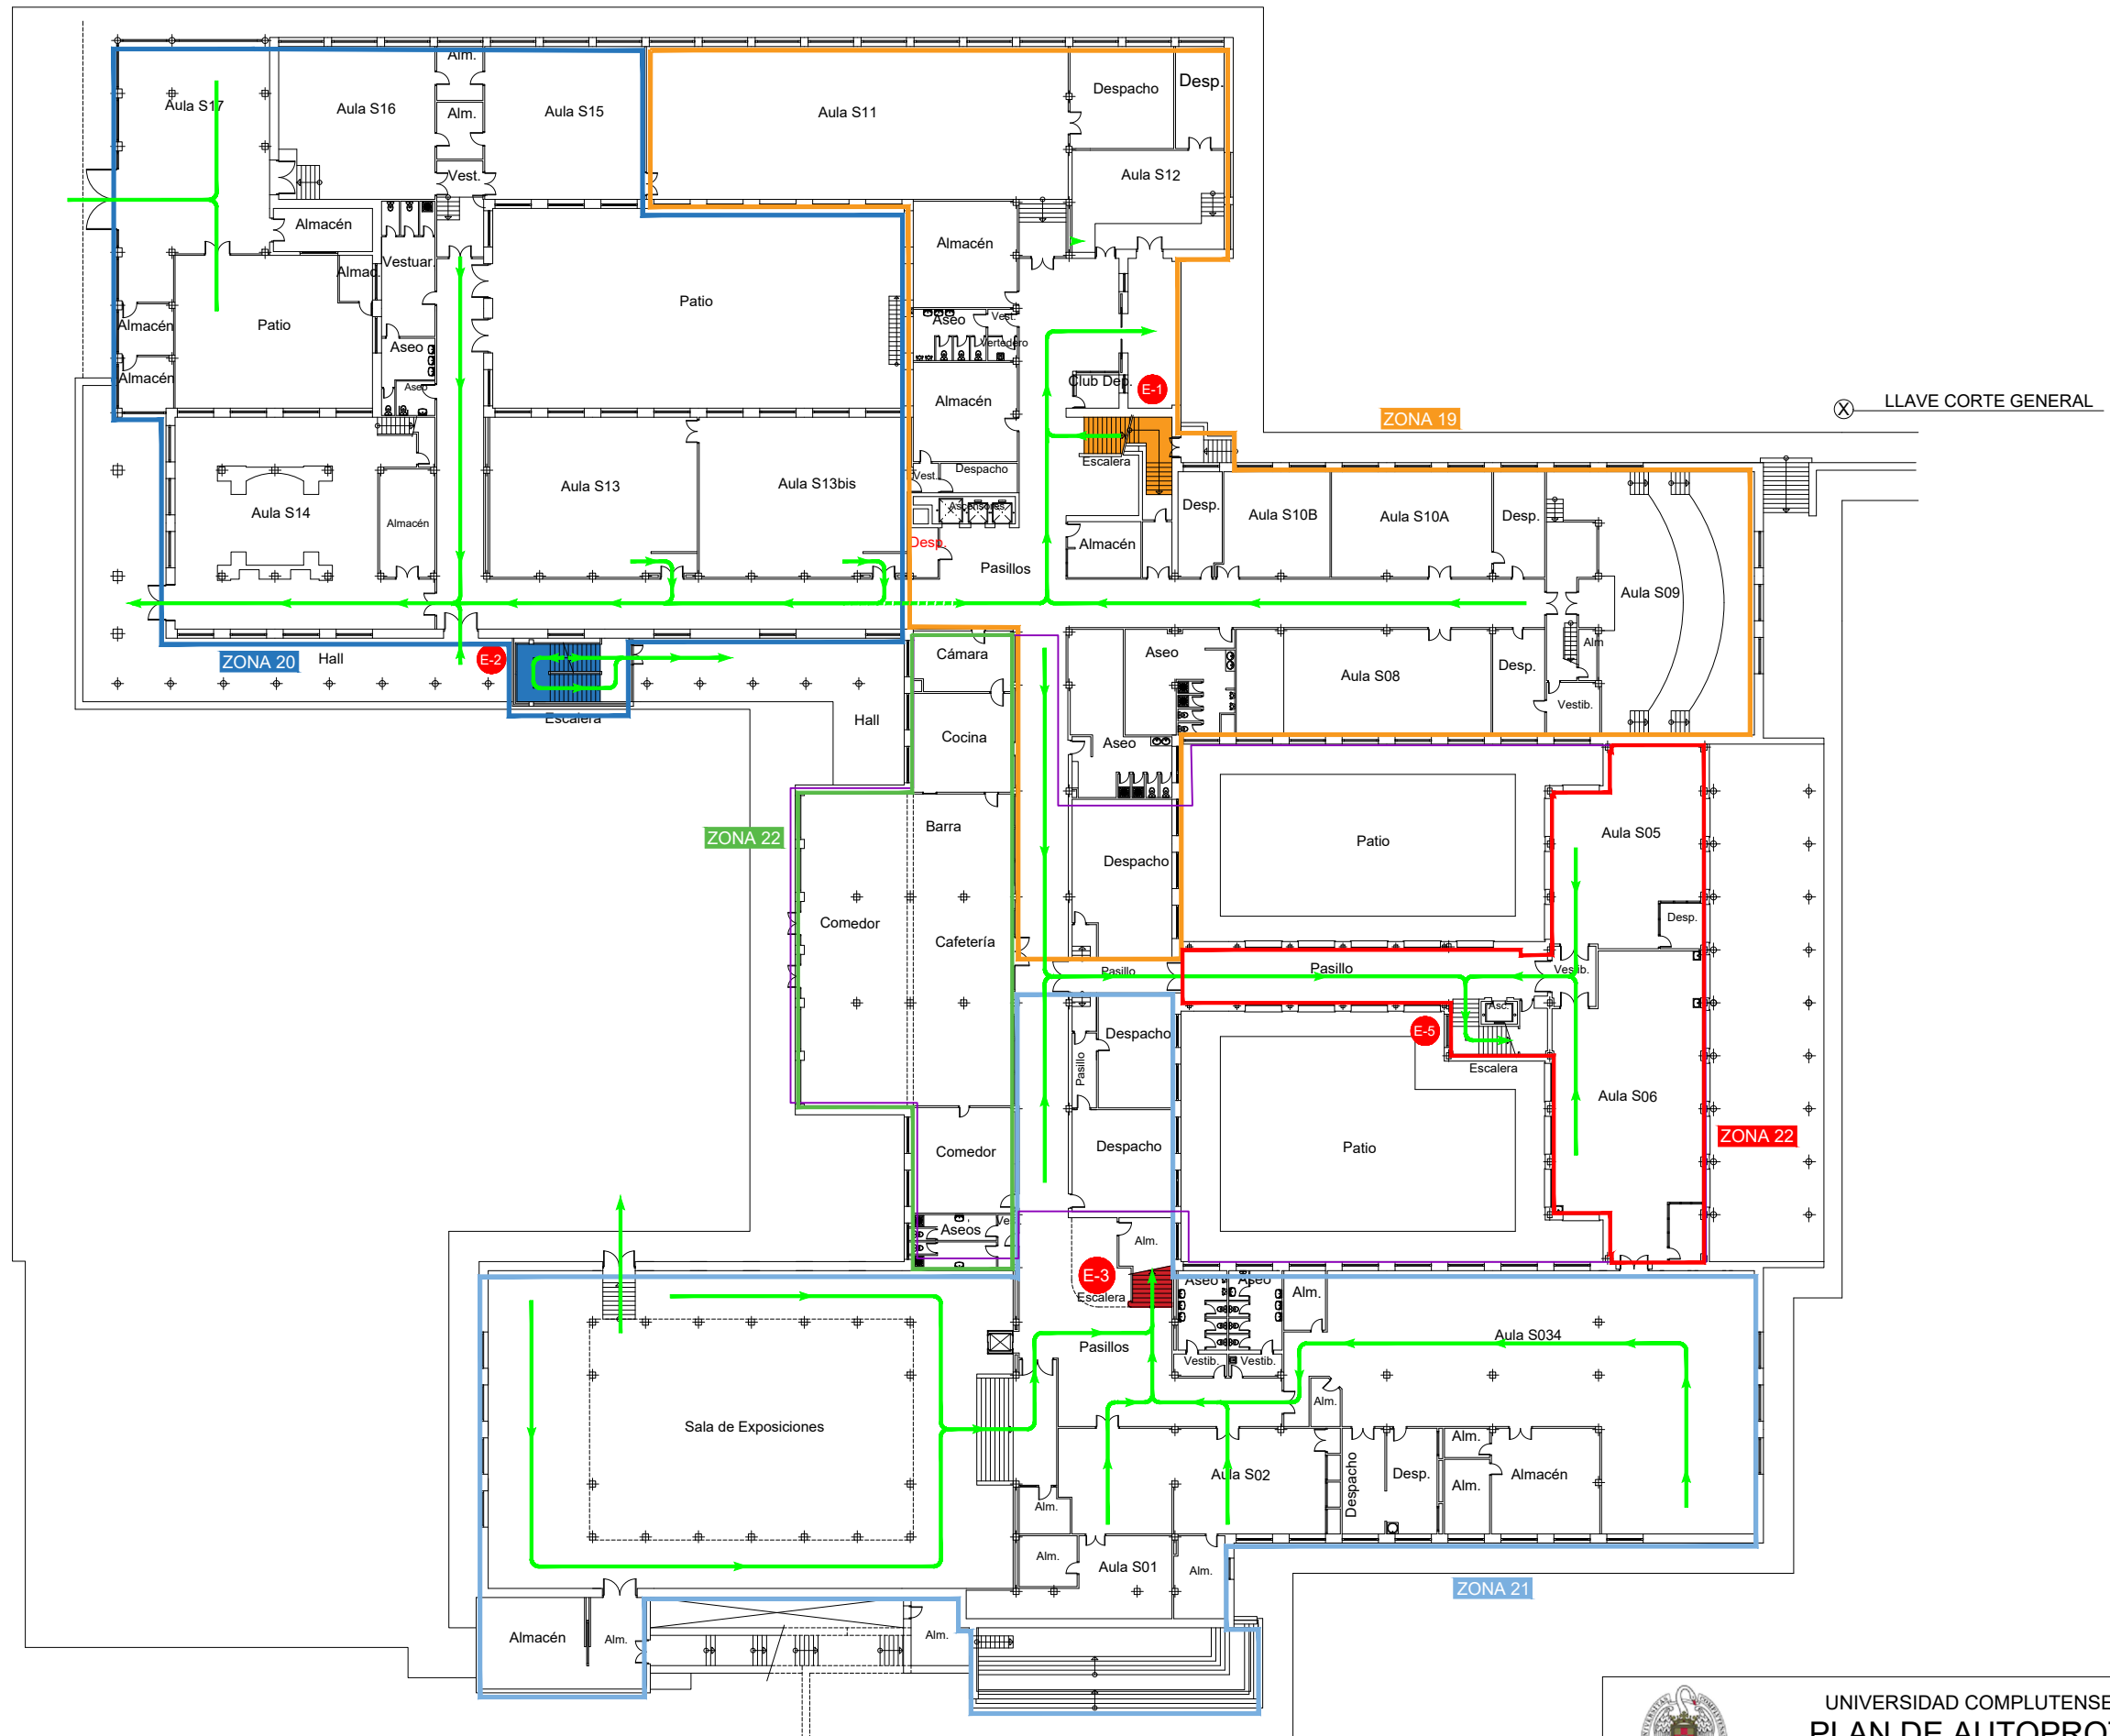 Alm.
Aula S17
Aula S16
Alm.
Aula S15
Aula S11
Despacho
Desp.
Vest.
Aula S12
Almacén
Almacén
Vestuar.
Almac.
Patio
Patio
Almacén
Aseo
Vest.
Vertedero
Aseo
Almacén
Aseo
Club Dep.
E-1
Almacén
LLAVE CORTE GENERAL
X
ZONA 19
Escalera
Despacho
Vest.
Aula S13
Aula S13bis
Aula S14
Almacén
Ascensores
Desp.
Aula S10B
Aula S10A
Desp.
Desp.
Almacén
Pasillos
Aula S09
ZONA 20
Hall
E-2
Escalera
Cámara
Aseo
Aula S08
Desp.
Alm
Vestib.
Hall
Cocina
Aseo
ZONA 22
Barra
Patio
Aula S05
Despacho
Comedor
Cafetería
Desp.
Pasillo
Pasillo
Vestib.
Asc.
Despacho
E-5
Escalera
Pasillo
Aula S06
ZONA 22
Despacho
Patio
Comedor
Aseos
Alm.
E-3
Escalera
Aseo
Aseo
Alm.
Pasillos
Aula S034
Vestib.
Vestib.
Alm.
Sala de Exposiciones
Aula S02
Despacho
Desp.
Alm.
Alm.
Almacén
Alm.
Alm.
Aula S01
Alm.
ZONA 21
Almacén
Alm.
Alm.
UNIVERSIDAD COMPLUTENSE
PLAN DE AUTOPROT